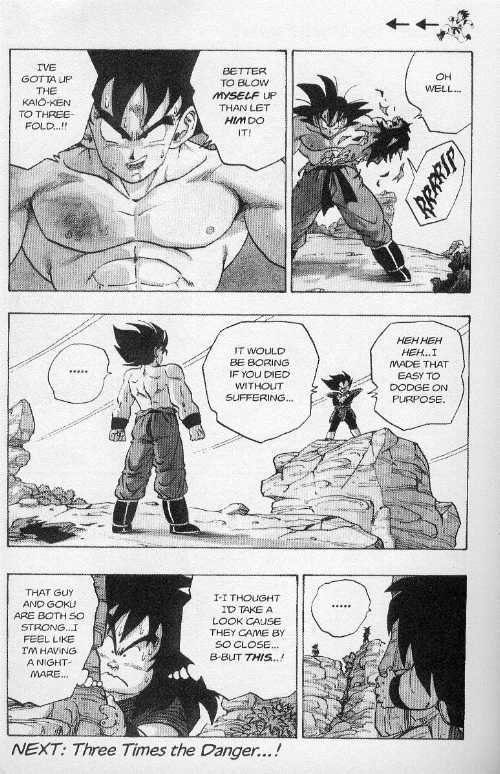 OH
WELL...
RRRRIP
BETTER
TO BLOW
MYSELF UP
THAN LET
HIM DO
IT!
I'VE
GOTTA UP
THE
KAIŌ-KEN
TO THREE-
FOLD...!!
HEH HEH
HEH...I
MADE THAT
EASY TO
DODGE ON
PURPOSE.
IT WOULD
BE BORING
IF YOU DIED
WITHOUT
SUFFERING...
.....
.....
I-I THOUGHT
I'D TAKE A
LOOK CAUSE
THEY CAME BY
SO CLOSE...
B-BUT THIS...!
THAT GUY
AND GOKU
ARE BOTH SO
STRONG...I
FEEL LIKE
I'M HAVING
A NIGHT-
MARE...
NEXT: Three Times the Danger...!